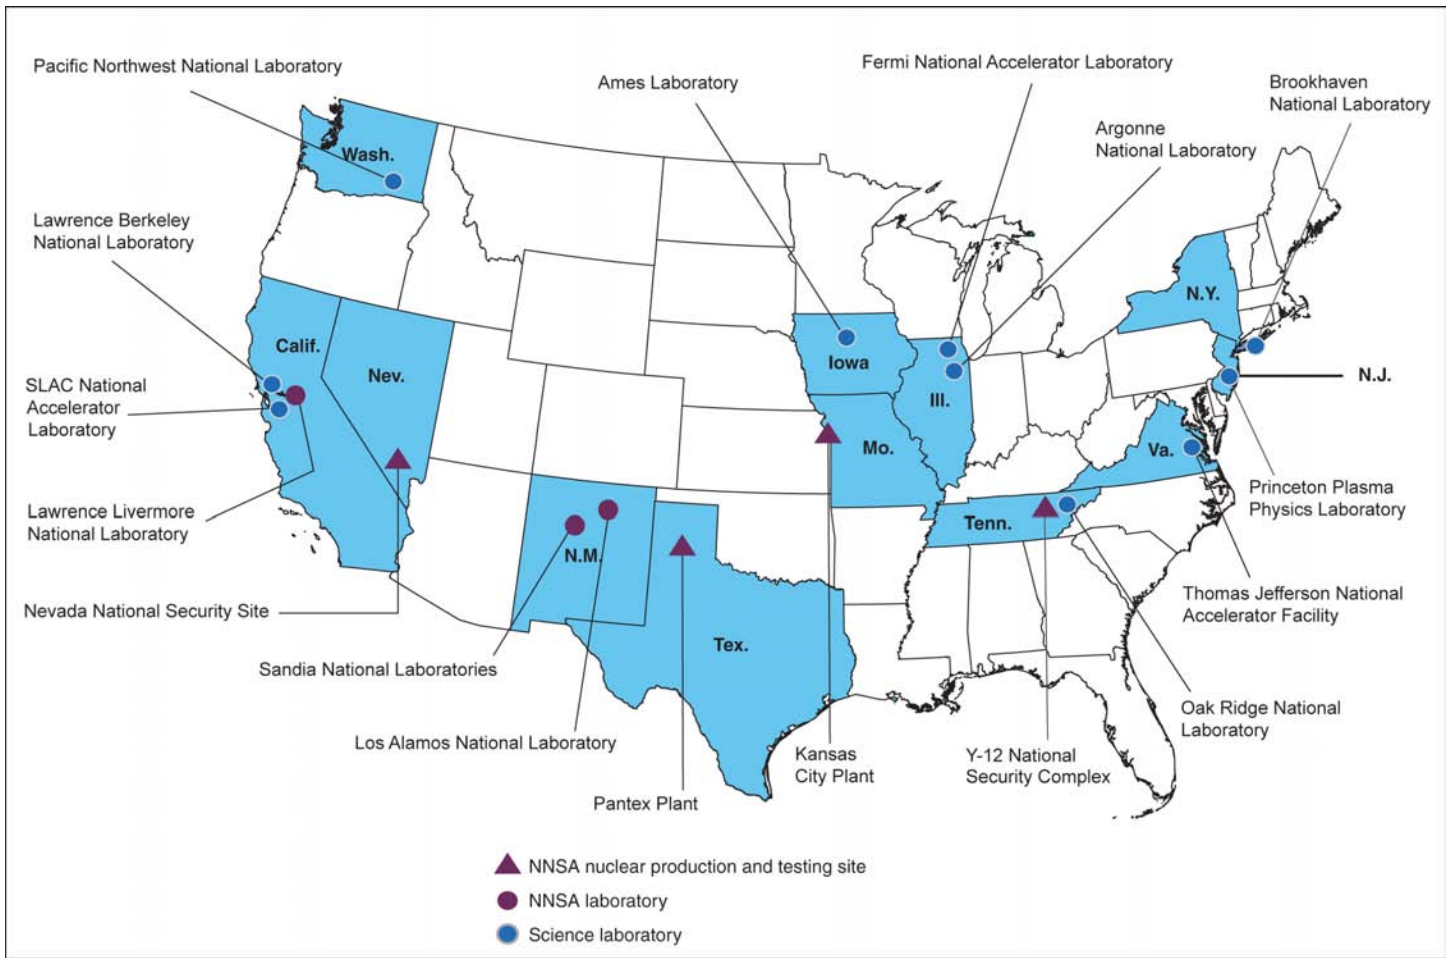 Pacific Northwest National Laboratory
Ames Laboratory
Fermi National Accelerator Laboratory
Brookhaven
National Laboratory
Argonne
National Laboratory
Wash.
Lawrence Berkeley
National Laboratory
N.Y.
Calif.
Iowa
Nev.
N.J.
SLAC National
Accelerator
Laboratory
Ill.
Mo.
Va.
Princeton Plasma
Physics Laboratory
Lawrence Livermore
National Laboratory
Tenn.
N.M.
Thomas Jefferson National
Accelerator Facility
Nevada National Security Site
Tex.
Sandia National Laboratories
Oak Ridge National
Laboratory
Los Alamos National Laboratory
Kansas
City Plant
Y-12 National
Security Complex
Pantex Plant
NNSA nuclear production and testing site
NNSA laboratory
Science laboratory